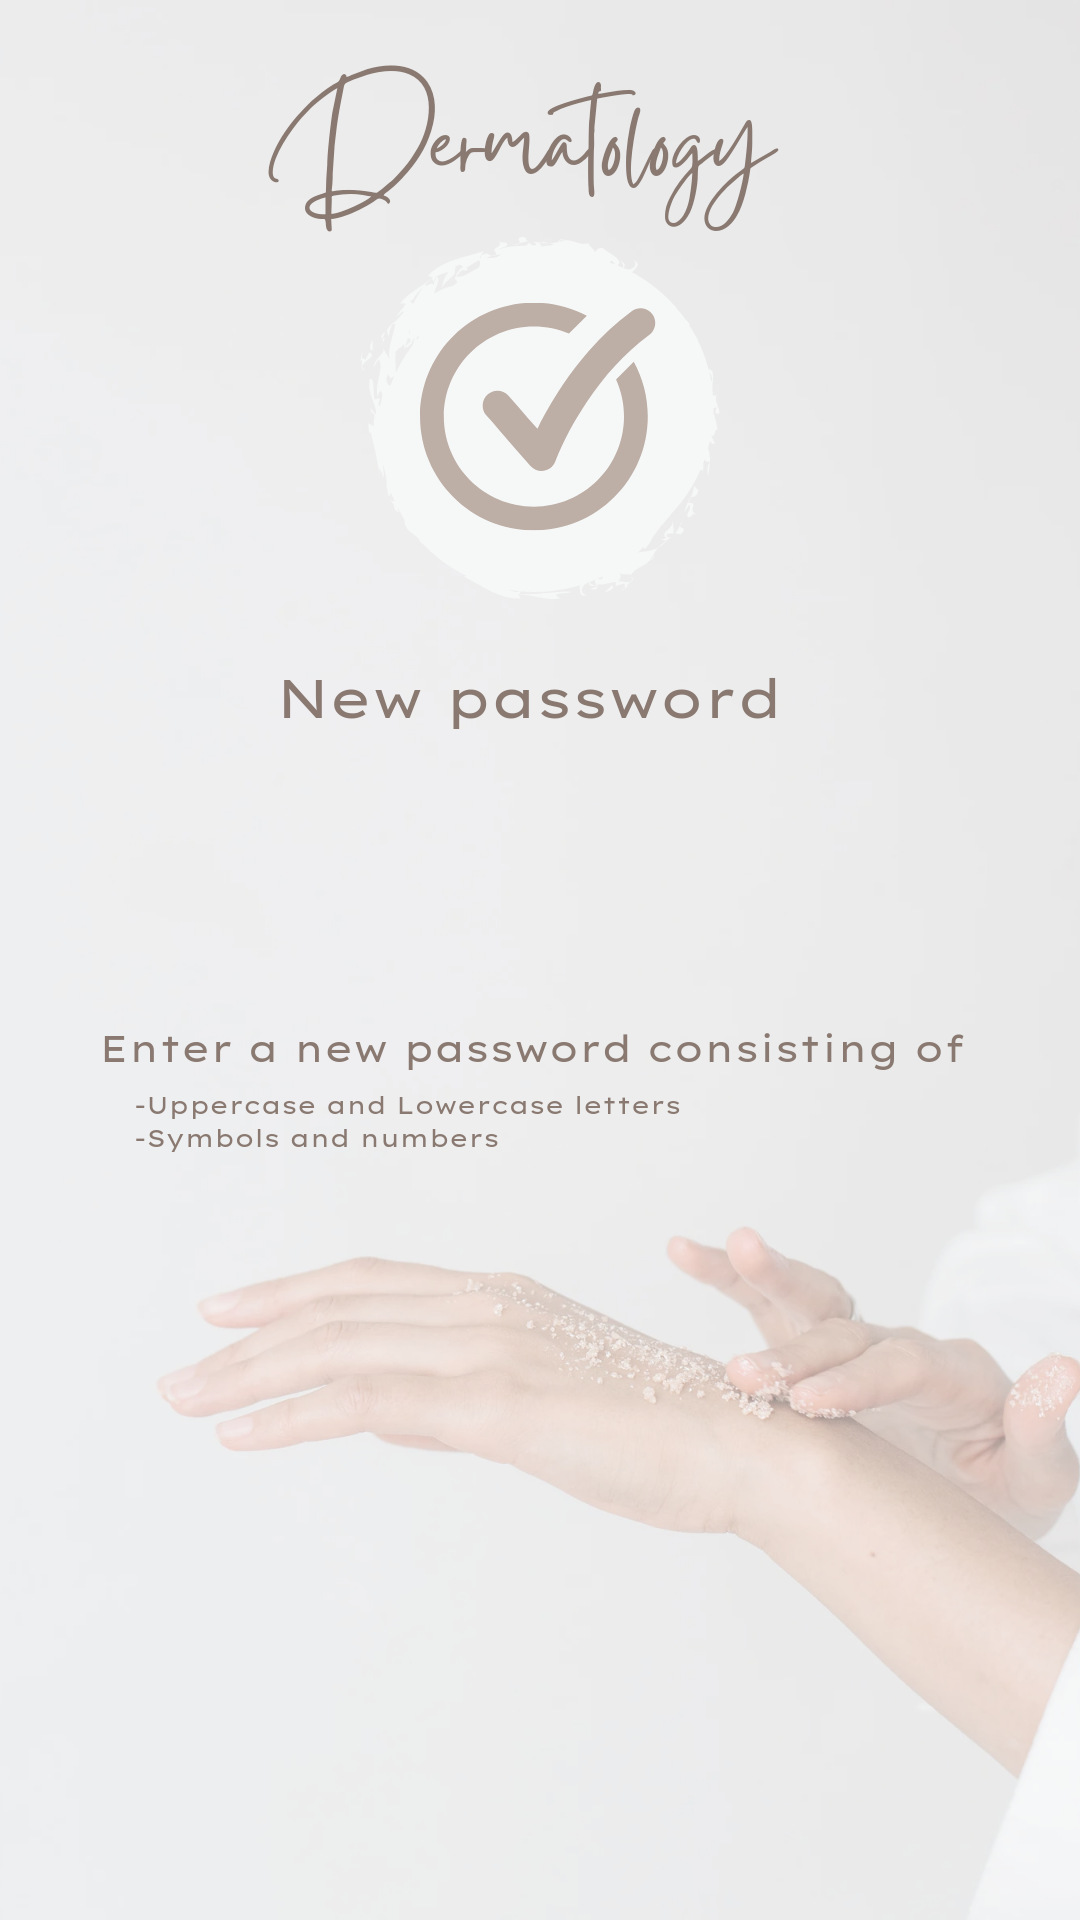 Dermatology
New password
Enter a new password consisting of
-Uppercase and Lowercase letters
-Symbols and numbers